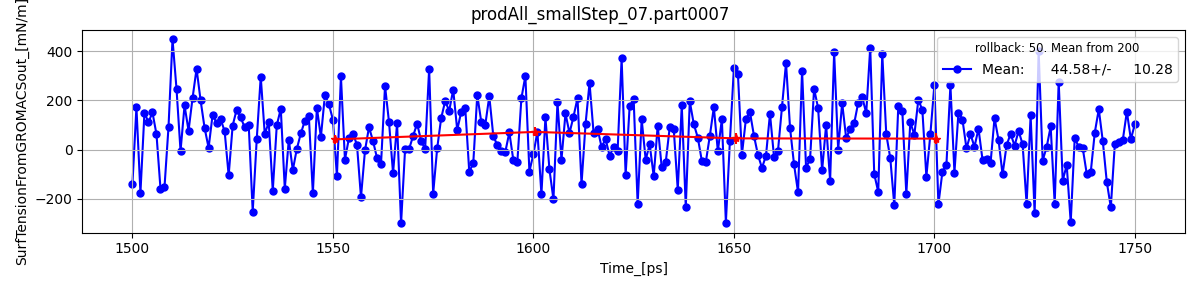 prodAll_smallStep_07.part0007
SurfTensionFromGROMACSout_[mN/m]
400
200
0
−200
rollback: 50. Mean from 200
Mean: 44.58+/- 10.28
1500 1550 1600 1650 1700 1750
Time_[ps]